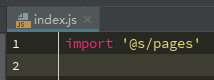 index.js
1 import '@s/pages'
2